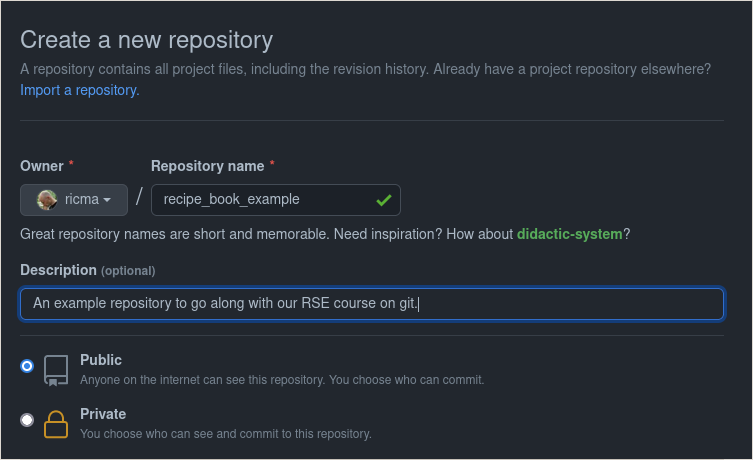 Create a new repository
A repository contains all project files, including the revision history. Already have a project repository elsewhere?
Import a repository.
Owner * Repository name *
ricma / recipe_book_example
Great repository names are short and memorable. Need inspiration? How about didactic-system?
Description (optional)
An example repository to go along with our RSE course on git.
Public
Anyone on the internet can see this repository. You choose who can commit.
Private
You choose who can see and commit to this repository.